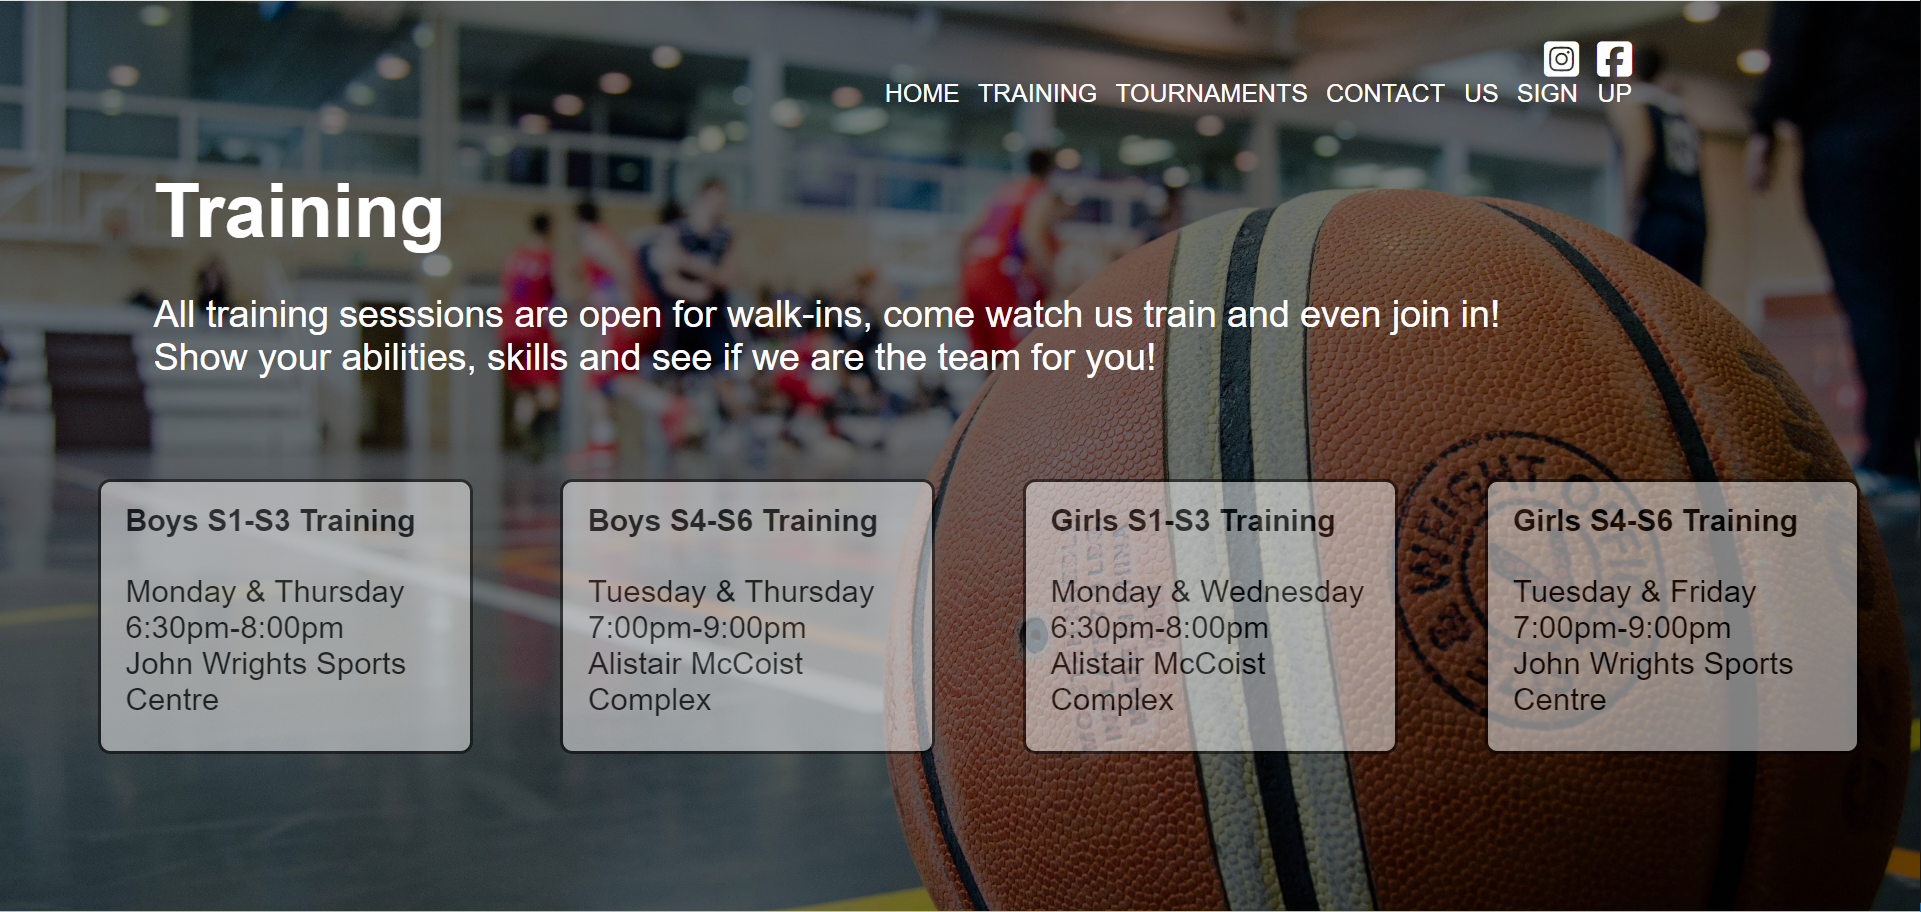 HOME TRAINING TOURNAMENTS CONTACT US SIGN UP
Training
All training sesssions are open for walk-ins, come watch us train and even join in!
Show your abilities, skills and see if we are the team for you!
Boys S1-S3 Training
Monday & Thursday
6:30pm-8:00pm
John Wrights Sports
Centre
Boys S4-S6 Training
Tuesday & Thursday
7:00pm-9:00pm
Alistair McCoist
Complex
Girls S1-S3 Training
Monday & Wednesday
6:30pm-8:00pm
Alistair McCoist
Complex
Girls S4-S6 Training
Tuesday & Friday
7:00pm-9:00pm
John Wrights Sports
Centre
WEIGHT